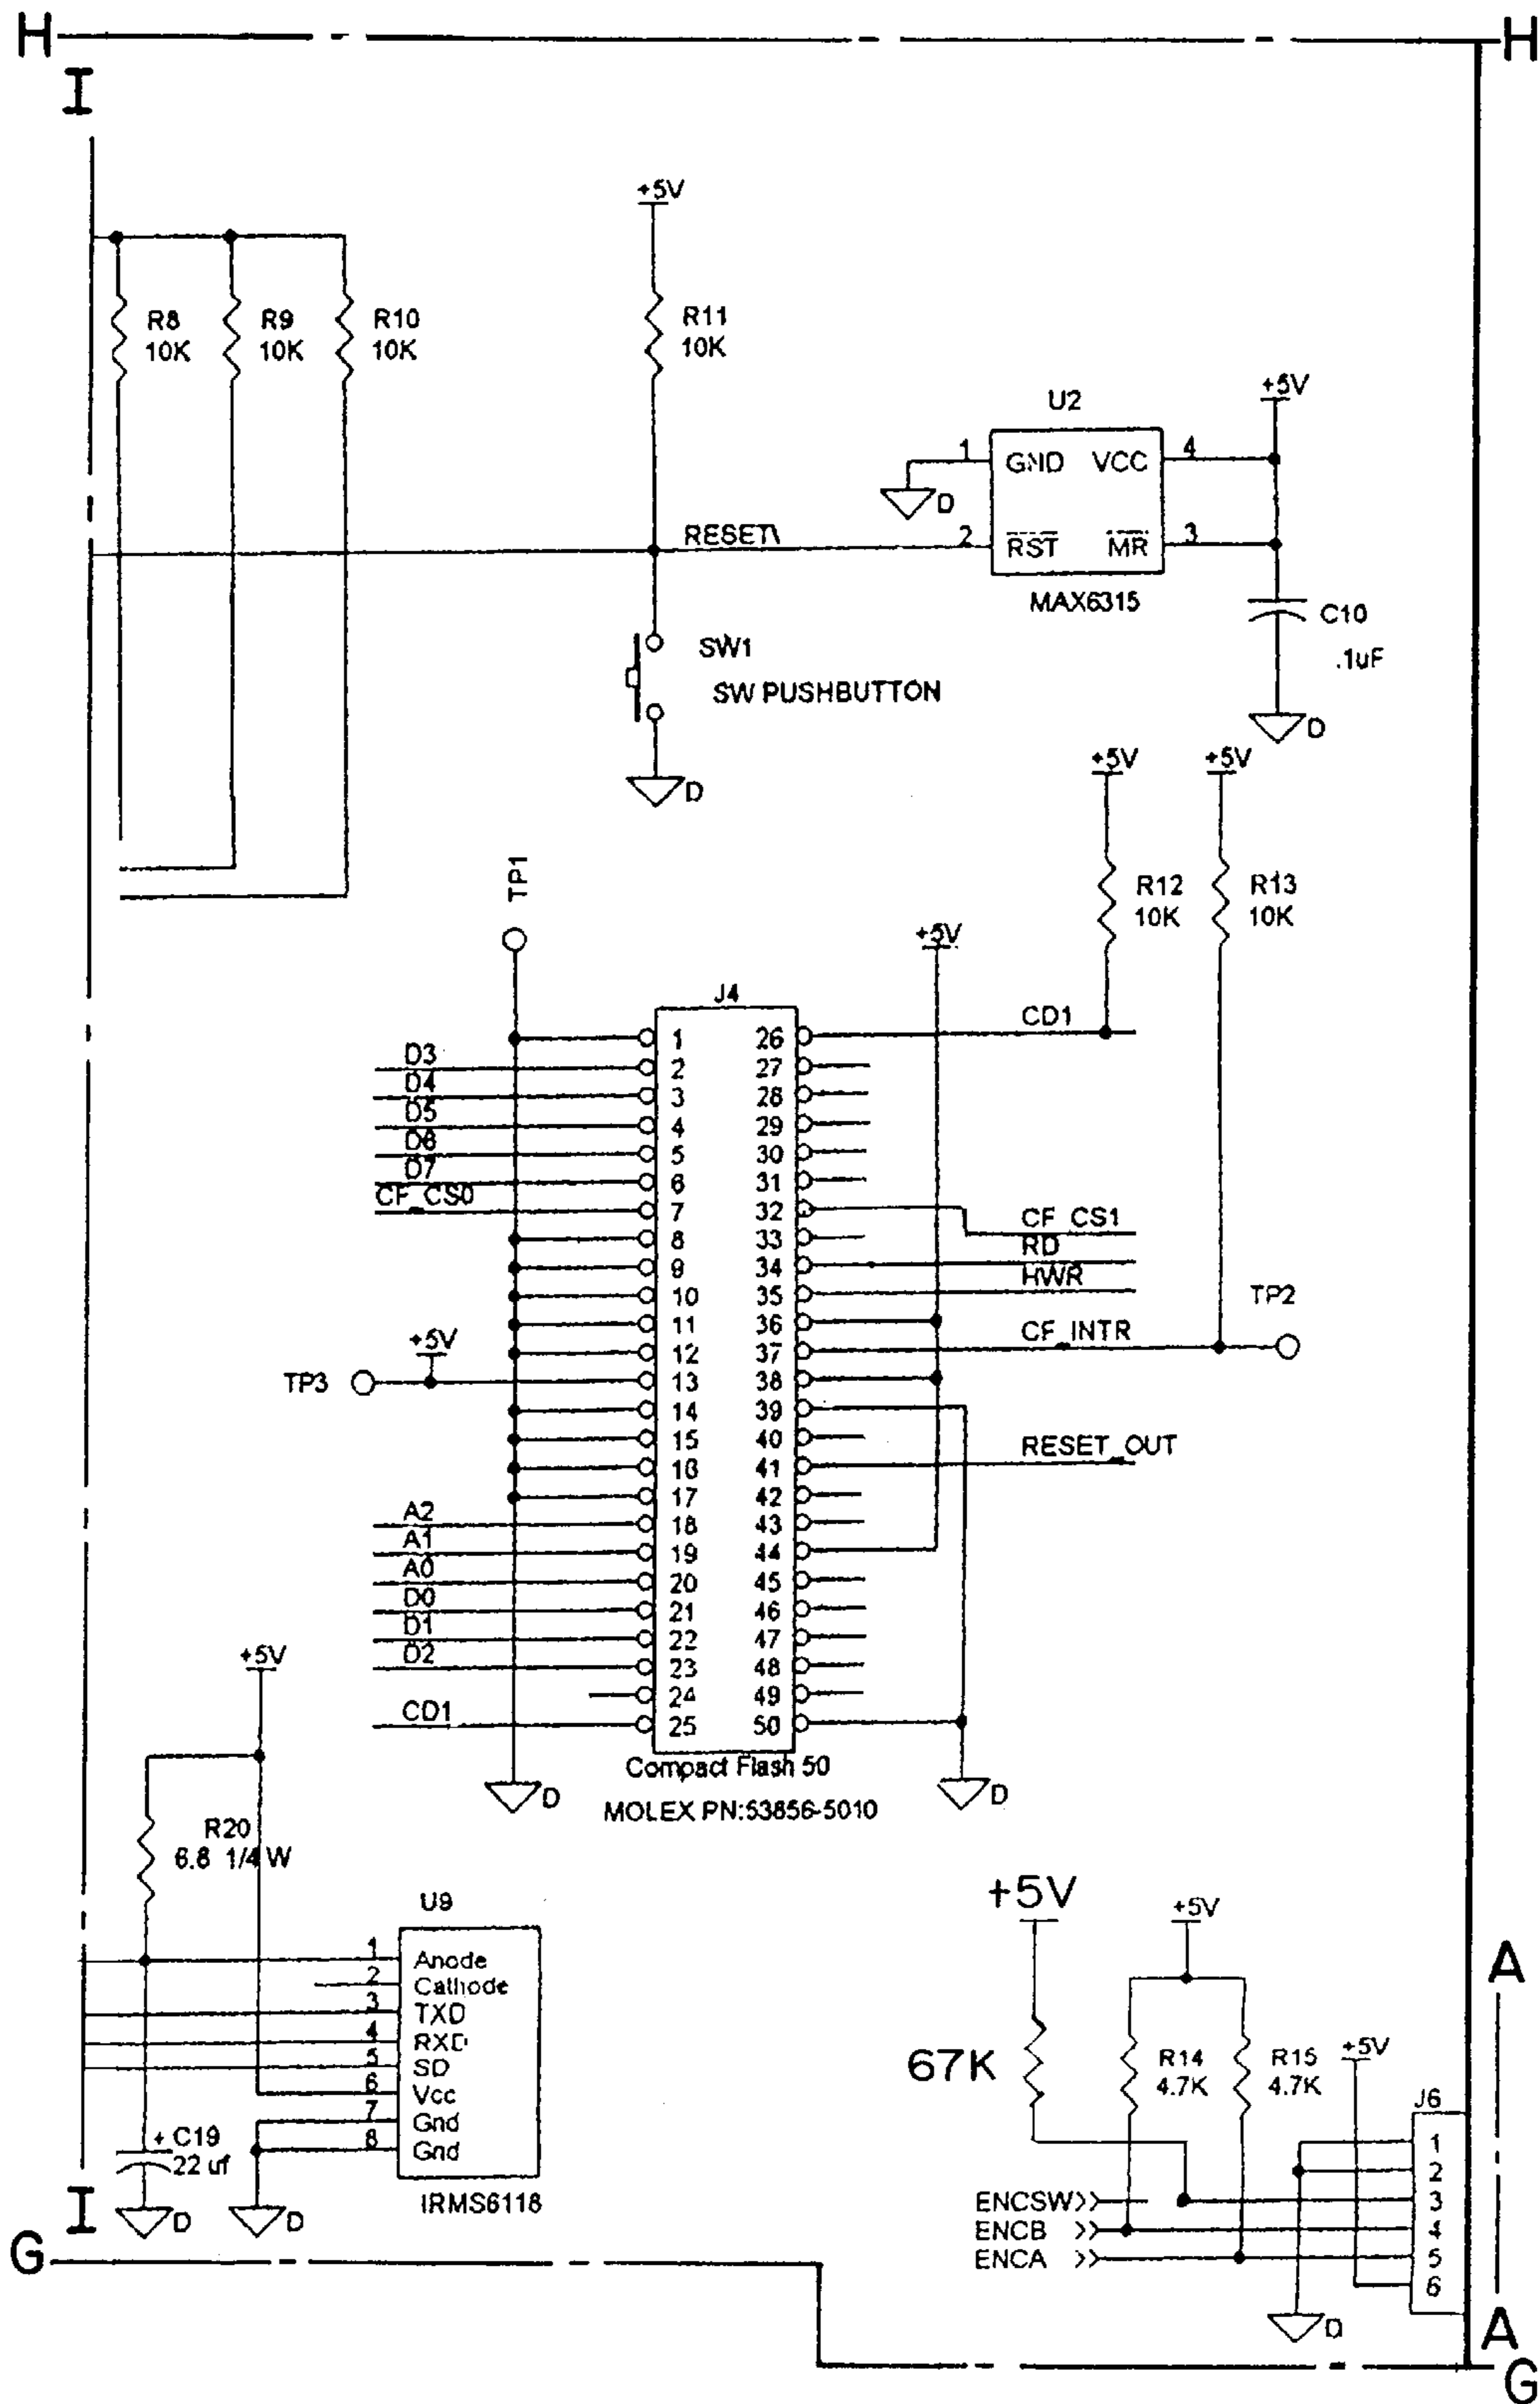 H H
I
+5V
R8 R9 R10 R11
10K 10K 10K 10K
+5V
U2
1 GND VCC 4
D
RESET\ 2 RST MR 3
MAX6315
C10
.1uF
SW1
SW PUSHBUTTON
D
D
+5V +5V
TP1
R12 R13
10K 10K
+5V
J4
1 26 CD1
D3 2 27
D4 3 28
D5 4 29
D6 5 30
D7 6 31
CF_CS0 7 32
8 33 CF_CS1
9 34 RD
10 35 HWR
TP2
11 36
+5V
12 37 CF_INTR
TP3 13 38
14 39
15 40
16 41 RESET_OUT
17 42
A2 18 43
A1 19 44
A0 20 45
D0 21 46
D1 22 47
D2 23 48
+5V
24 49
CD1 25 50
Compact Flash 50
D D
MOLEX PN:53856-5010
R20
6.8 1/4 W
+5V +5V
U9
1 Anode
2 Cathode
3 TXD
4 RXD
5 SD
6 Vcc
7 Gnd
8 Gnd
IRMS6118
+ C19
22 uf
D D
A
67K
R14 R15
4.7K 4.7K
+5V
J6
1
2
ENCSW>> 3
ENCB >> 4
ENCA >> 5
6
D
I
G
A
G